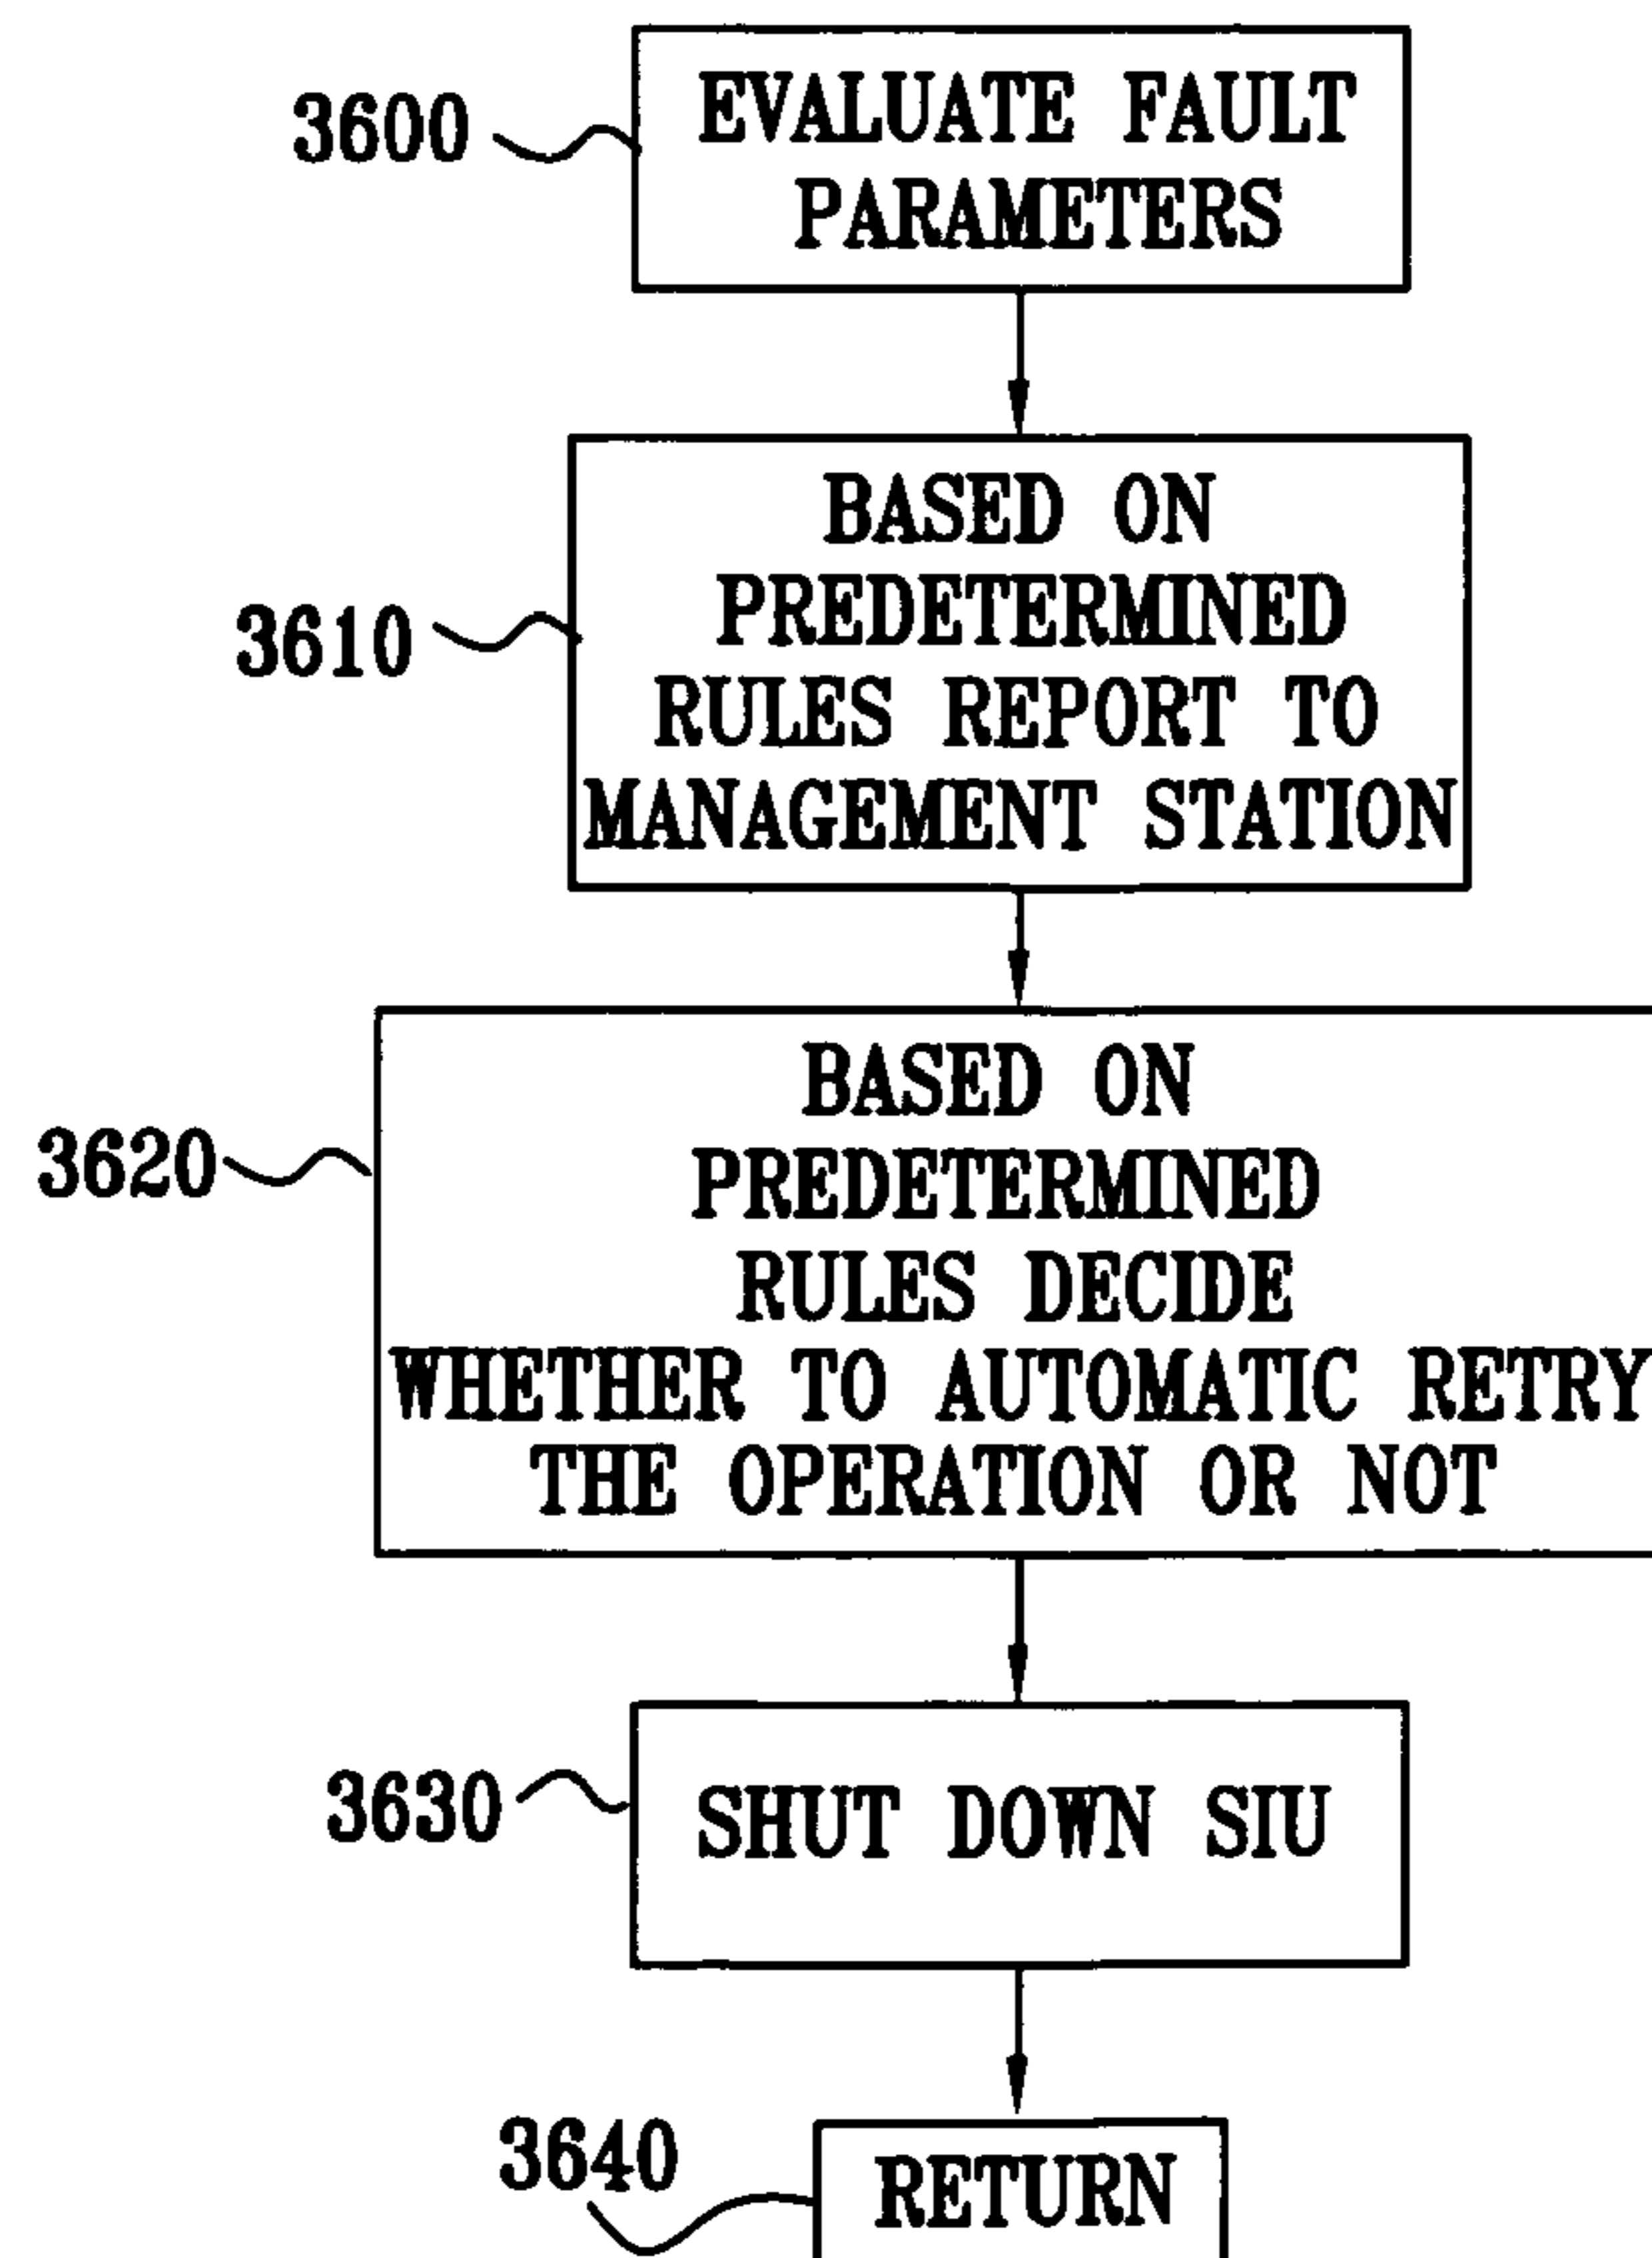 3600
EVALUATE FAULT
PARAMETERS
3610
BASED ON
PREDETERMINED
RULES REPORT TO
MANAGEMENT STATION
3620
BASED ON
PREDETERMINED
RULES DECIDE
WHETHER TO AUTOMATIC RETRY
THE OPERATION OR NOT
3630
SHUT DOWN SIU
3640
RETURN